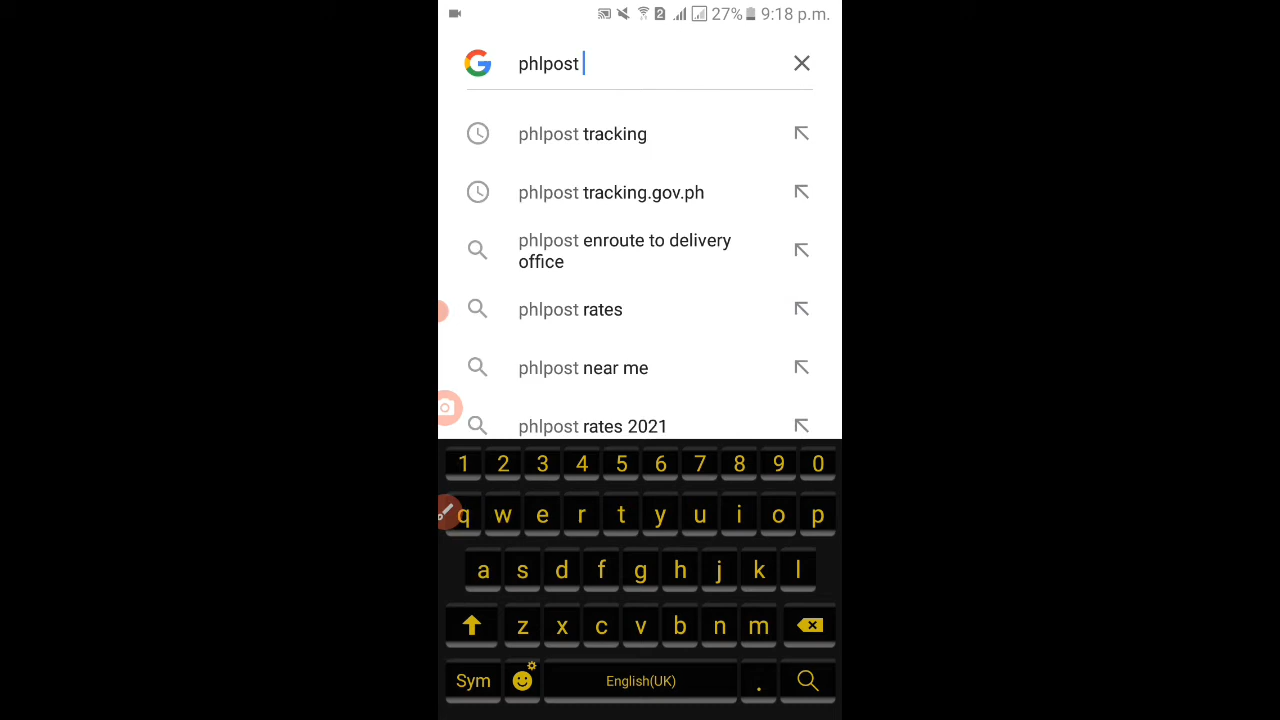 27% 9:18 p.m.
phlpost
phlpost tracking
phlpost tracking.gov.ph
phlpost enroute to delivery
office
phlpost rates
phlpost near me
phlpost rates 2021
1 2 3 4 5 6 7 8 9 0
q w e r t y u i o p
a s d f g h j k l
z x c v b n m
Sym English(UK) .